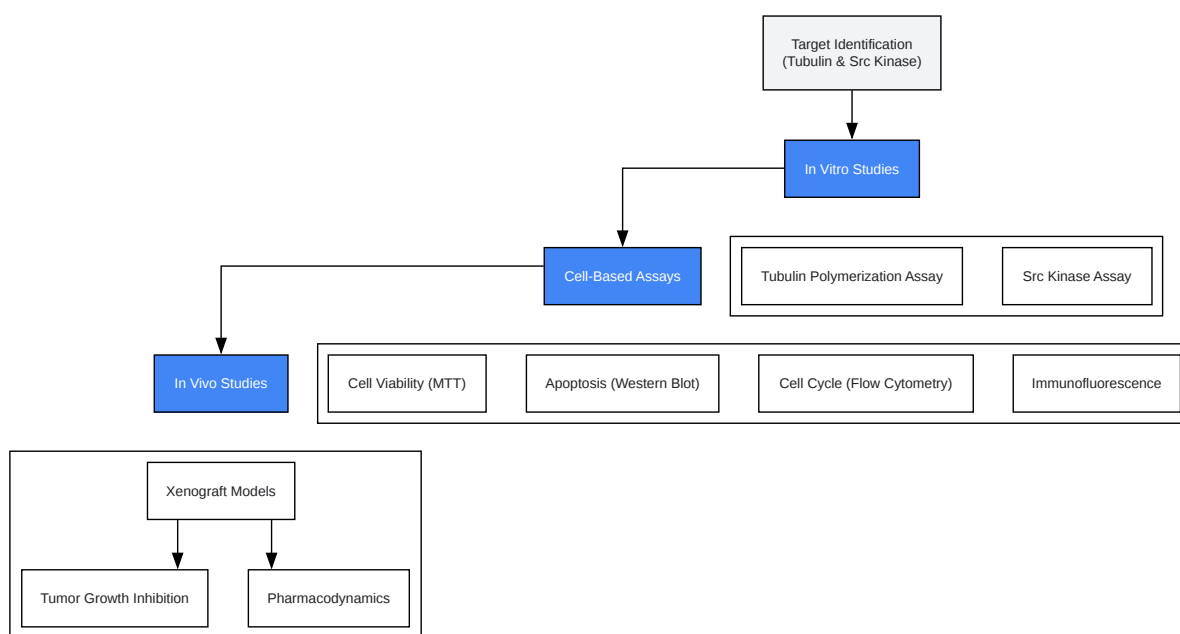 Target Identification
(Tubulin & Src Kinase)
In Vitro Studies
Cell-Based Assays
Tubulin Polymerization Assay
Src Kinase Assay
In Vivo Studies
Cell Viability (MTT)
Apoptosis (Western Blot)
Cell Cycle (Flow Cytometry)
Immunofluorescence
Xenograft Models
Tumor Growth Inhibition
Pharmacodynamics